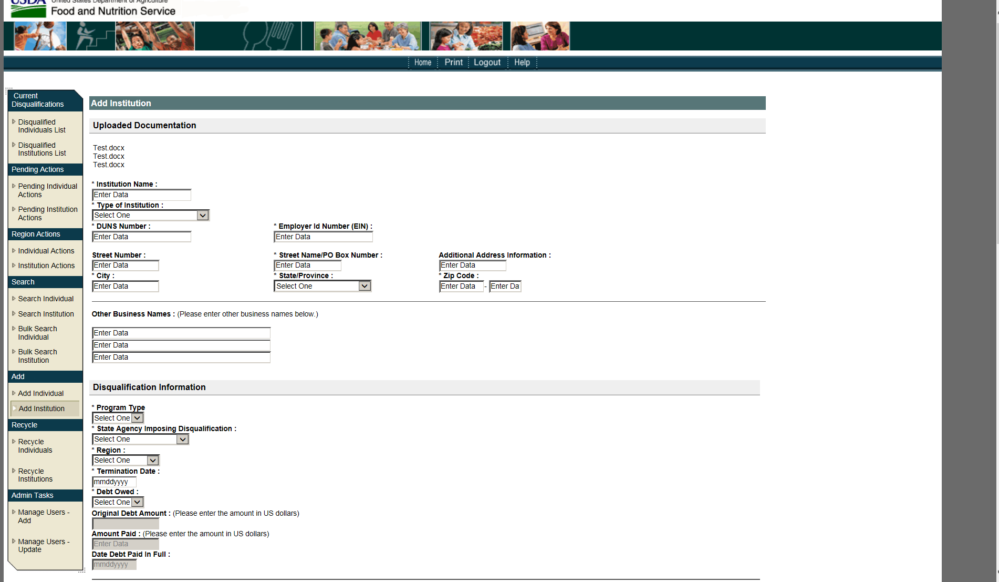 USDA United States Department of Agriculture
Food and Nutrition Service
Home Print Logout Help
Current
Disqualifications
Disqualified
Individuals List
Disqualified
Institutions List
Pending Actions
Pending Individual
Actions
Pending Institution
Actions
Region Actions
Individual Actions
Institution Actions
Search
Search Individual
Search Institution
Bulk Search
Individual
Bulk Search
Institution
Add
Add Individual
Add Institution
Recycle
Recycle
Individuals
Recycle
Institutions
Admin Tasks
Manage Users -
Add
Manage Users -
Update
Add Institution
Uploaded Documentation
Test.docx
Test.docx
Test.docx
* Institution Name :
Enter Data
* Type of Institution :
Select One
* DUNS Number : * Employer Id Number (EIN) :
Enter Data Enter Data
Street Number : * Street Name/PO Box Number : Additional Address Information :
Enter Data Enter Data Enter Data
* City : * State/Province : * Zip Code :
Enter Data Select One Enter Data - Enter Da
Other Business Names : (Please enter other business names below.)
Enter Data
Enter Data
Enter Data
Disqualification Information
* Program Type
Select One
* State Agency Imposing Disqualification :
Select One
* Region :
Select One
* Termination Date :
mmddyyyy
* Debt Owed :
Select One
Original Debt Amount : (Please enter the amount in US dollars)
Amount Paid : (Please enter the amount in US dollars)
Enter Data
Date Debt Paid In Full :
mmddyyyy